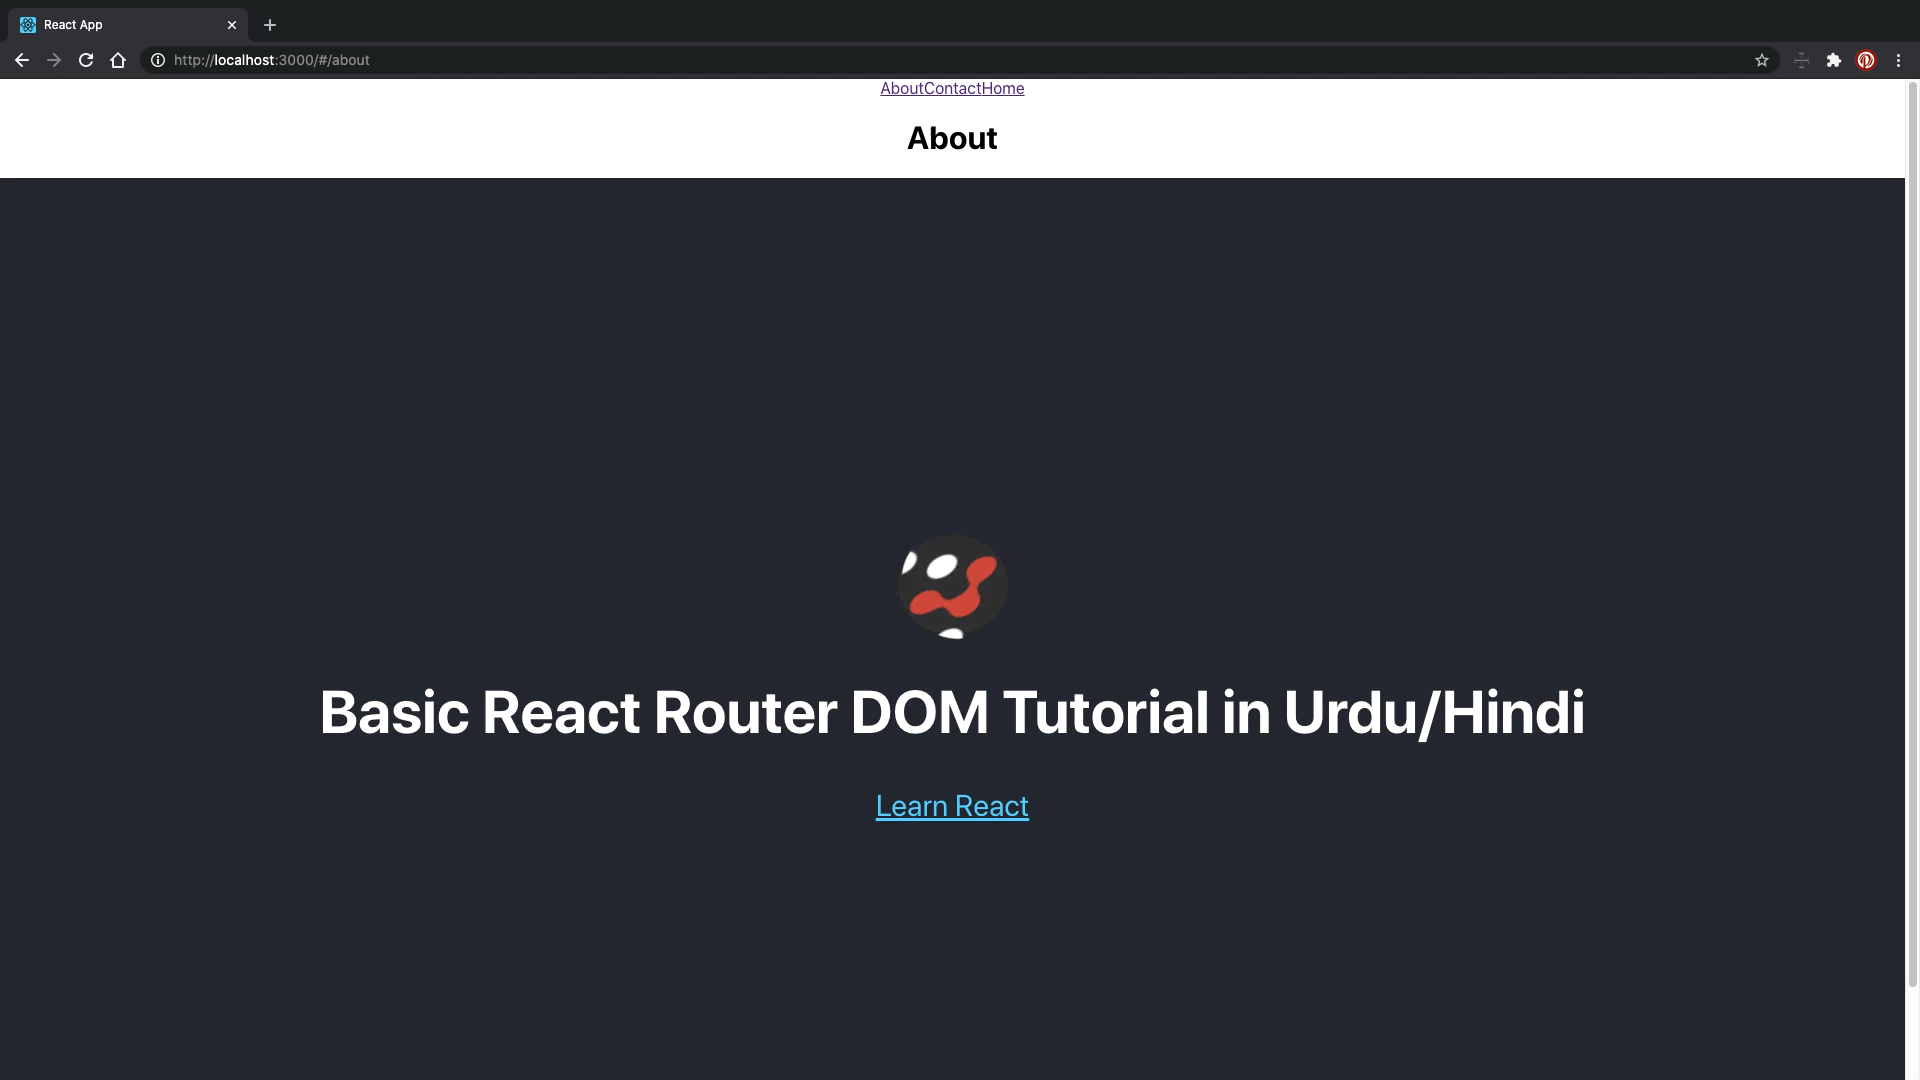 React App
http://localhost:3000/#/about
AboutContactHome
About
Basic React Router DOM Tutorial in Urdu/Hindi
Learn React